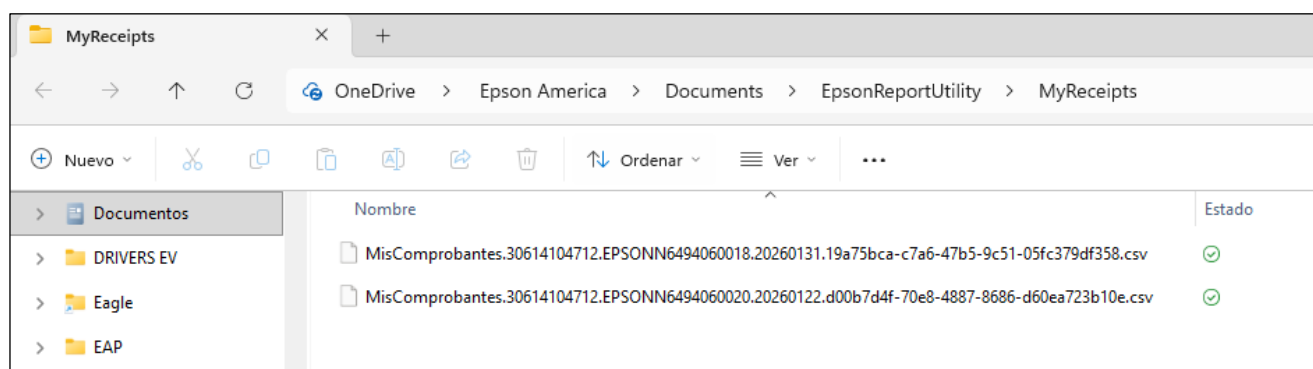 MyReceipts
OneDrive > Epson America > Documents > EpsonReportUtility > MyReceipts
Nuevo Ordenar Ver ...
Documentos
DRIVERS EV
Eagle
EAP
Nombre Estado
MisComprobantes.30614104712.EPSONN6494060018.20260131.19a75bca-c7a6-47b5-9c51-05fc379df358.csv
MisComprobantes.30614104712.EPSONN6494060020.20260122.d00b7d4f-70e8-4887-8686-d60ea723b10e.csv